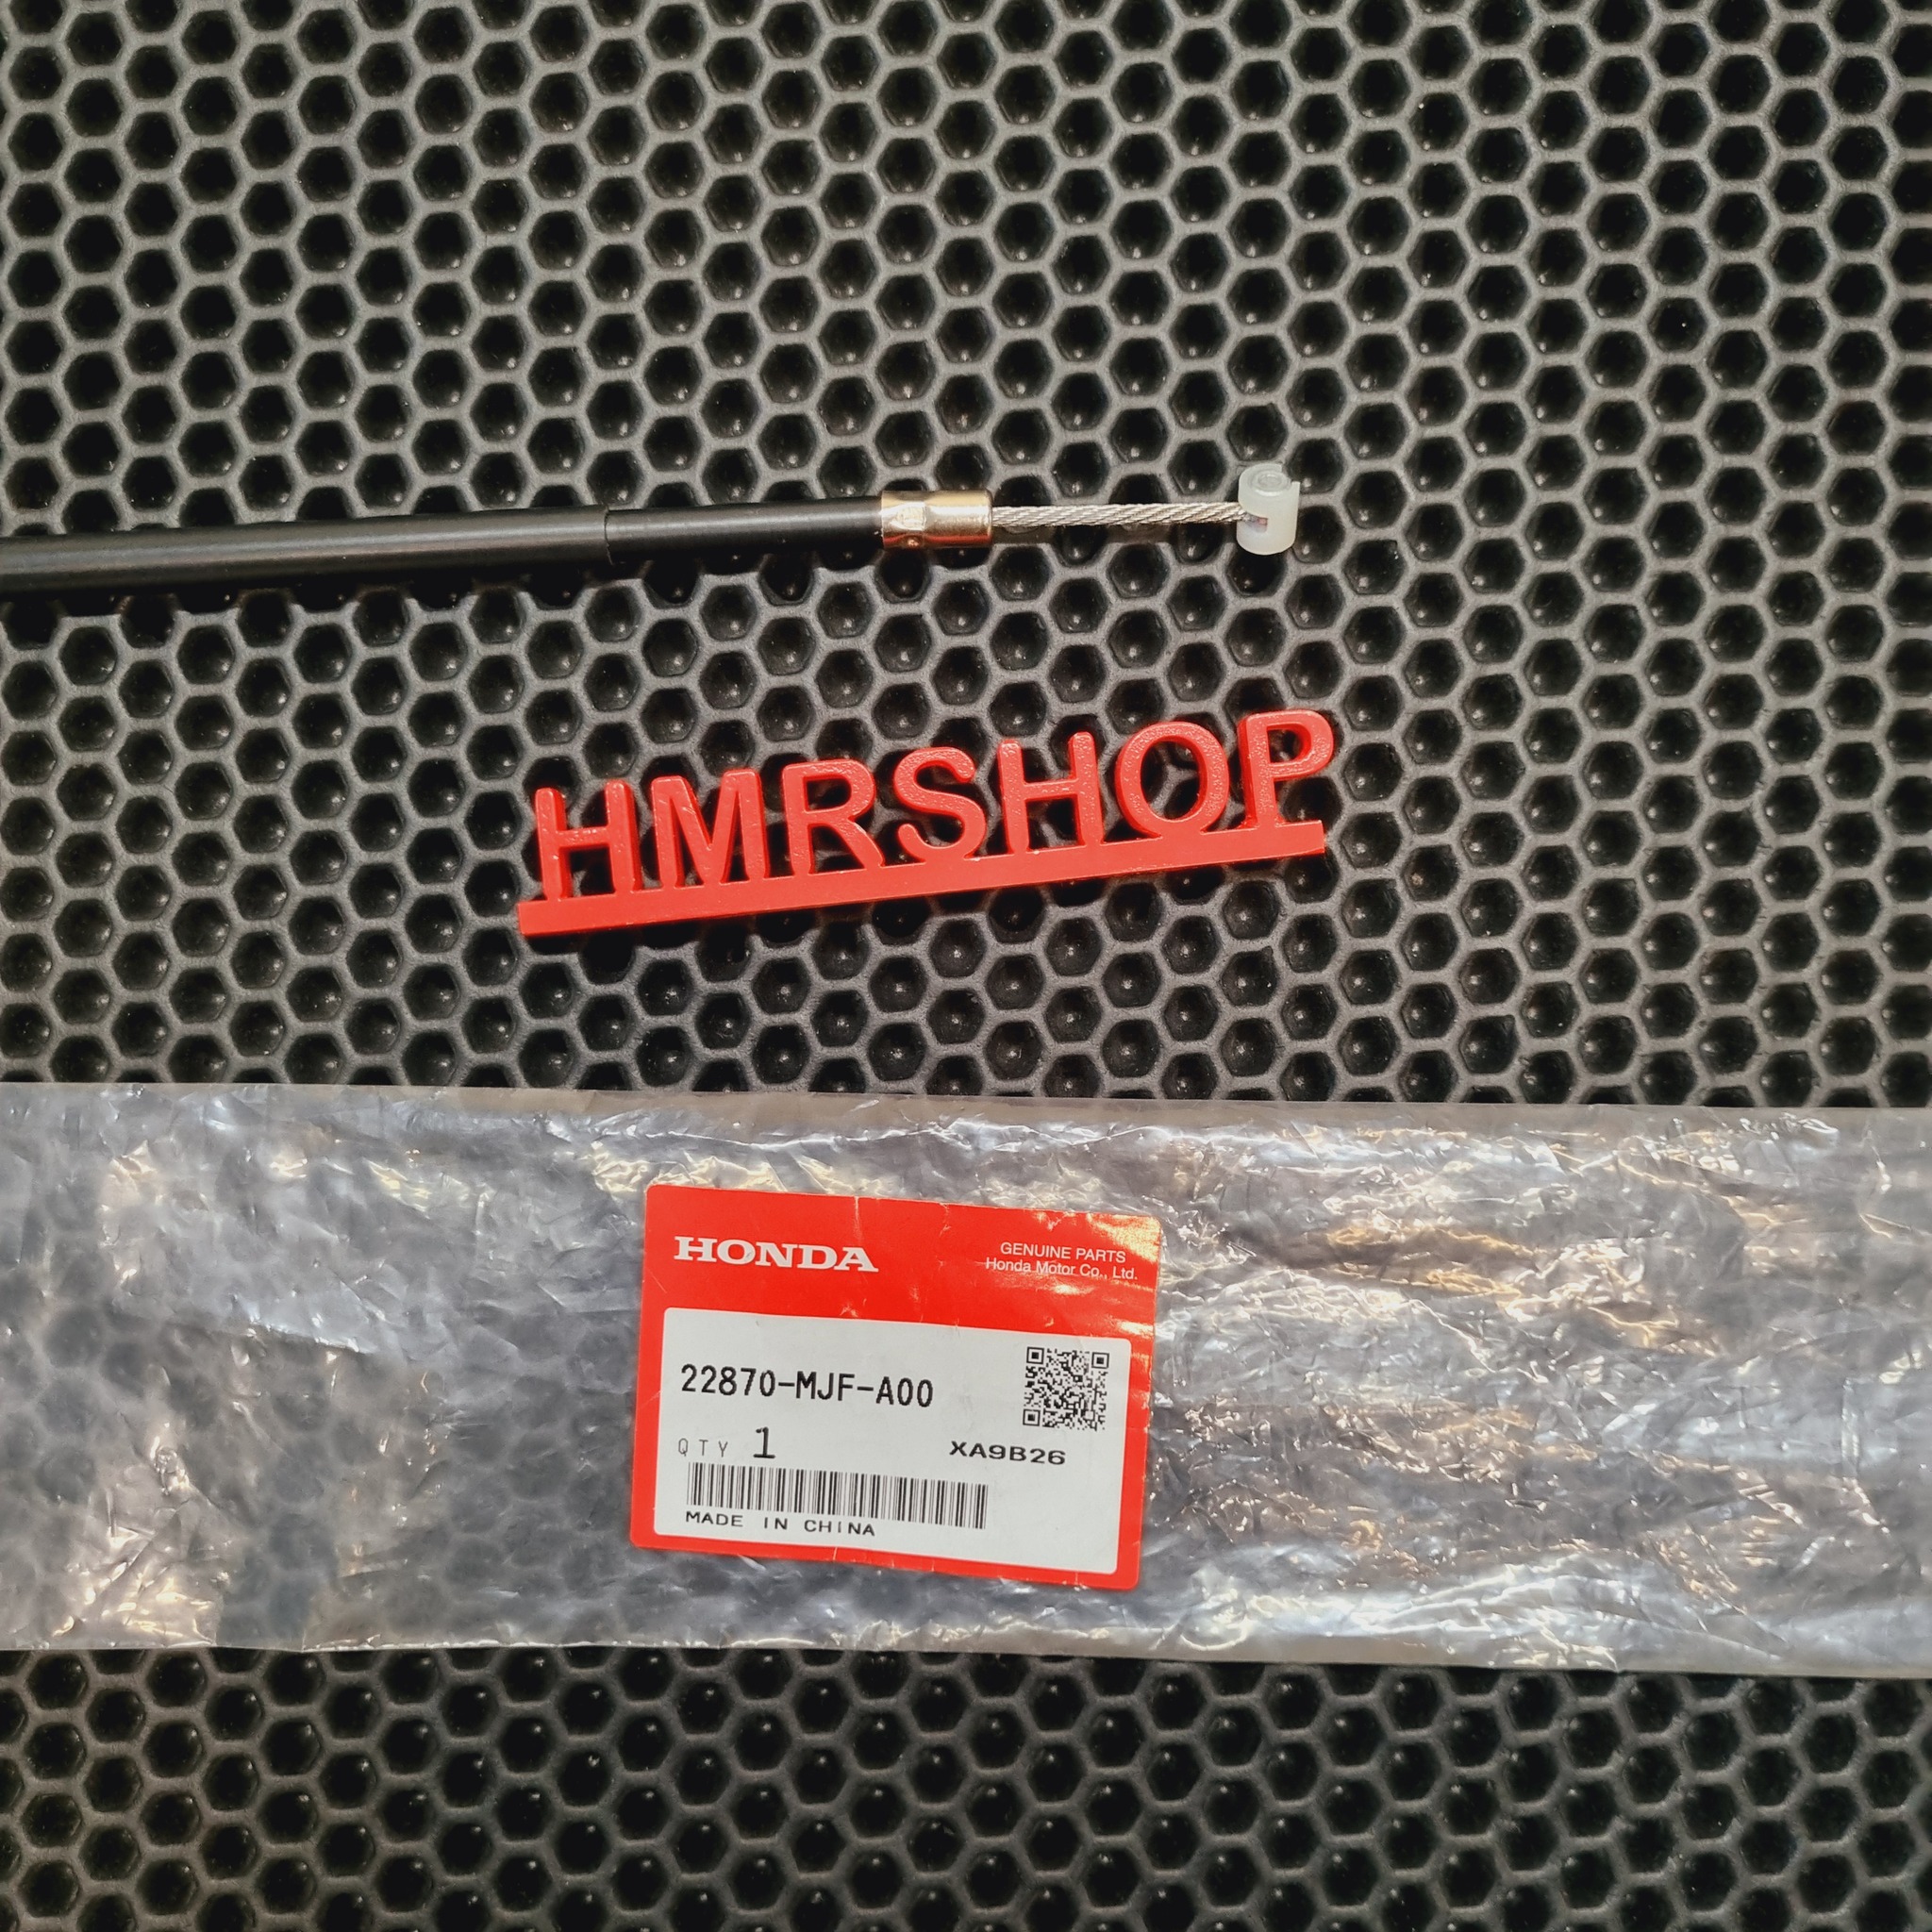 HMRSHOP
HONDA
GENUINE PARTS
Honda Motor Co., Ltd.
22870-MJF-A00
QTY 1
XA9B26
MADE IN CHINA